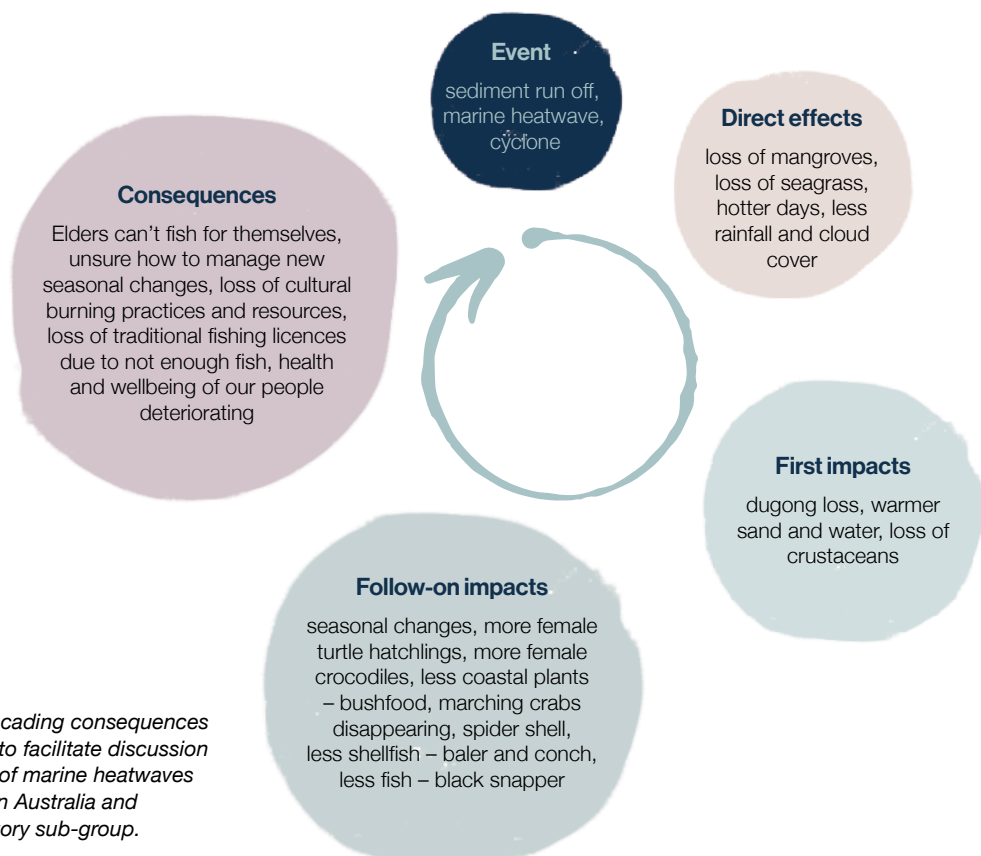 Event
sediment run off,
marine heatwave,
cyclone
Direct effects
loss of mangroves,
loss of seagrass,
hotter days, less
rainfall and cloud
cover
First impacts
dugong loss, warmer
sand and water, loss of
crustaceans
Follow-on impacts
seasonal changes, more female
turtle hatchlings, more female
crocodiles, less coastal plants
– bushfood, marching crabs
disappearing, spider shell,
less shellfish – baler and conch,
less fish – black snapper
Consequences
Elders can’t fish for themselves,
unsure how to manage new
seasonal changes, loss of cultural
burning practices and resources,
loss of traditional fishing licences
due to not enough fish, health
and wellbeing of our people
deteriorating
consequences
to facilitate discussion
of marine heatwaves
Australia and
sub-group.